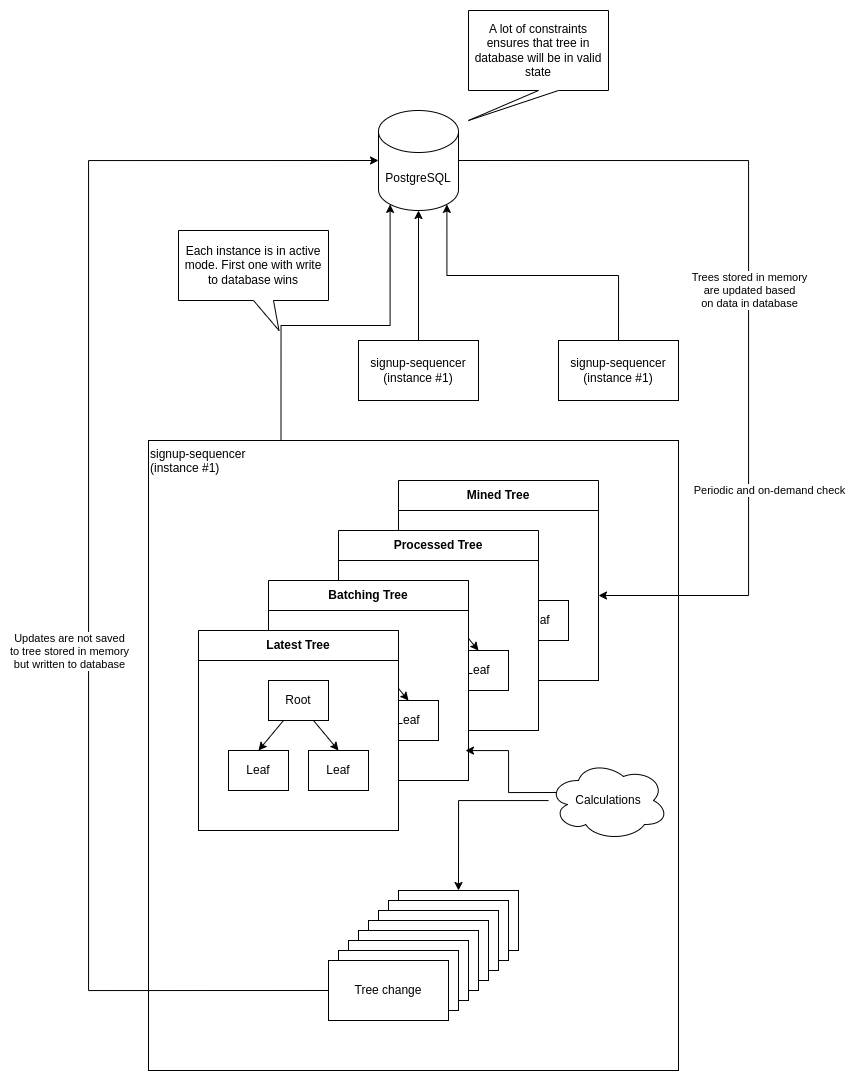 A lot of constraints
ensures that tree in
database will be in valid
state
PostgreSQL
Each instance is in active
mode. First one with write
to database wins
Trees stored in memory
are updated based
on data in database
signup-sequencer
(instance #1)
signup-sequencer
(instance #1)
signup-sequencer
(instance #1)
Mined Tree
Periodic and on-demand check
Processed Tree
Batching Tree
af
Latest Tree
Updates are not saved
to tree stored in memory
but written to database
Leaf
Root
Leaf
Leaf
Leaf
Calculations
Tree change